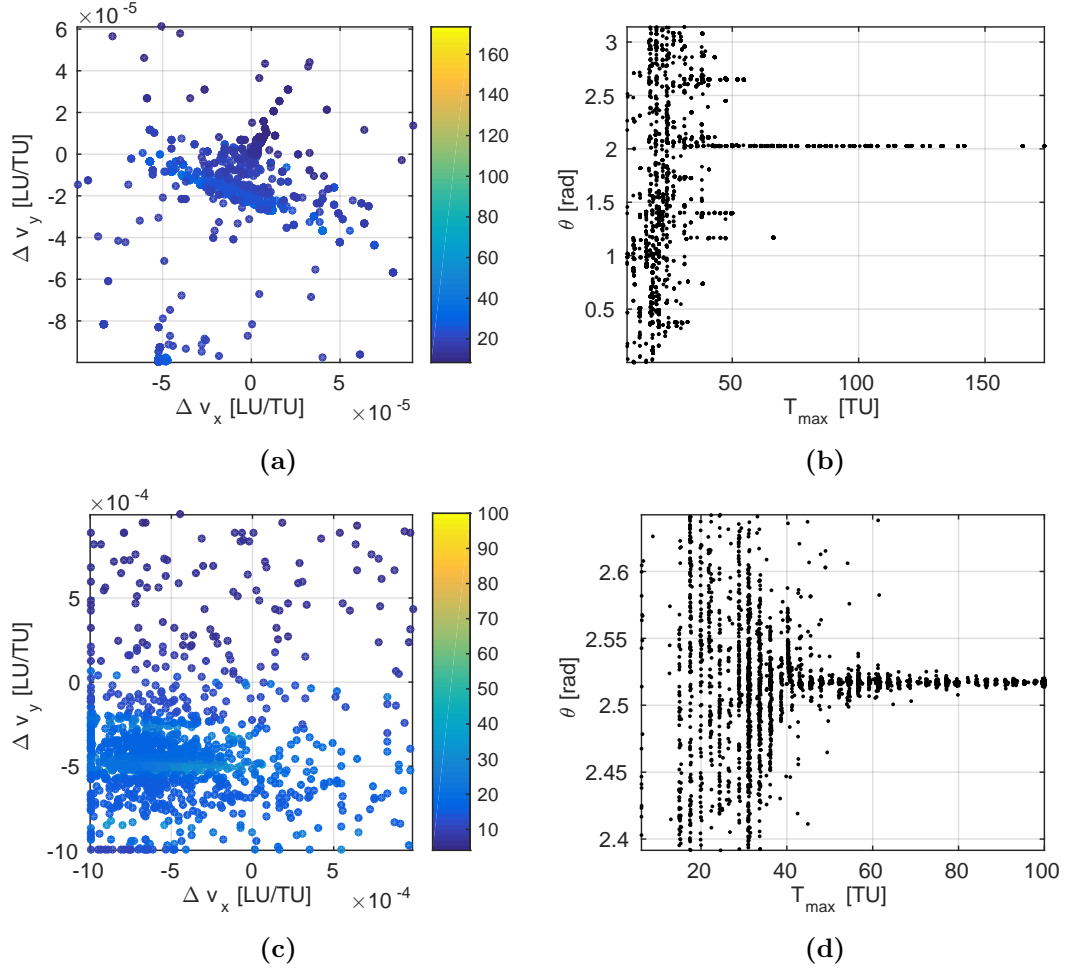 ×10^-5
6
4
2
0
-2
-4
-6
-8
-5 0 5
×10^-5
Δ v_x [LU/TU]
Δ v_y [LU/TU]
160
140
120
100
80
60
40
20
(a)
3
2.5
2
1.5
1
0.5
50 100 150
T_max [TU]
θ [rad]
(b)
×10^-4
5
0
-5
-10
-10 -5 0 5
×10^-4
Δ v_x [LU/TU]
Δ v_y [LU/TU]
100
90
80
70
60
50
40
30
20
10
(c)
2.6
2.55
2.5
2.45
2.4
20 40 60 80 100
T_max [TU]
θ [rad]
(d)